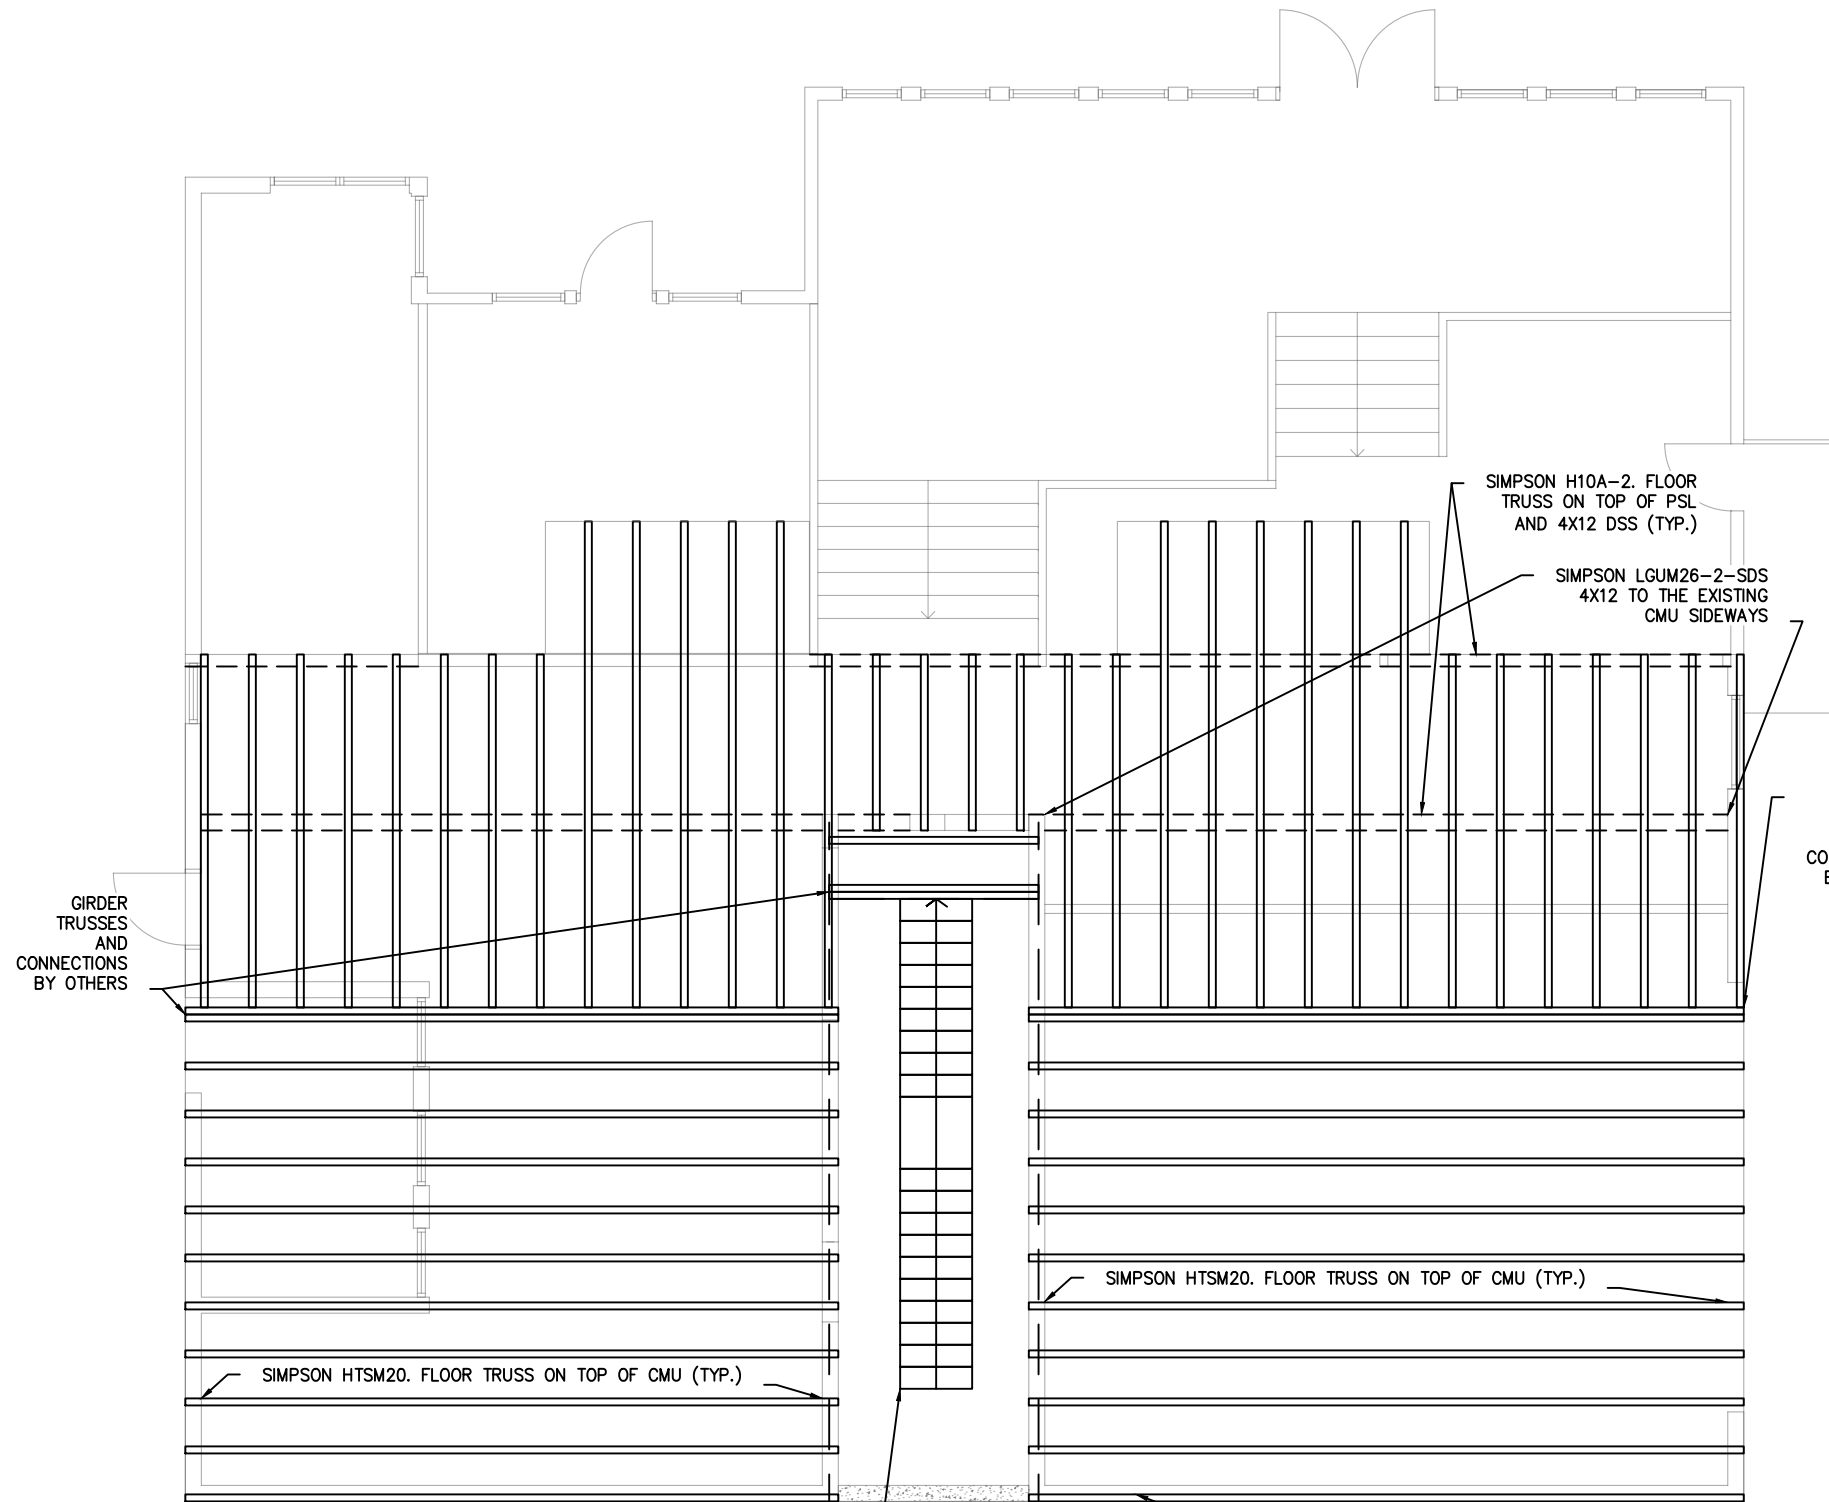 SIMPSON H10A-2. FLOOR
TRUSS ON TOP OF PSL
AND 4X12 DSS (TYP.)
SIMPSON LGUM26-2-SDS
4X12 TO THE EXISTING
CMU SIDEWAYS
GIRDER
TRUSSES
AND
CONNECTIONS
BY OTHERS
SIMPSON HTSM20. FLOOR TRUSS ON TOP OF CMU (TYP.)
SIMPSON HTSM20. FLOOR TRUSS ON TOP OF CMU (TYP.)